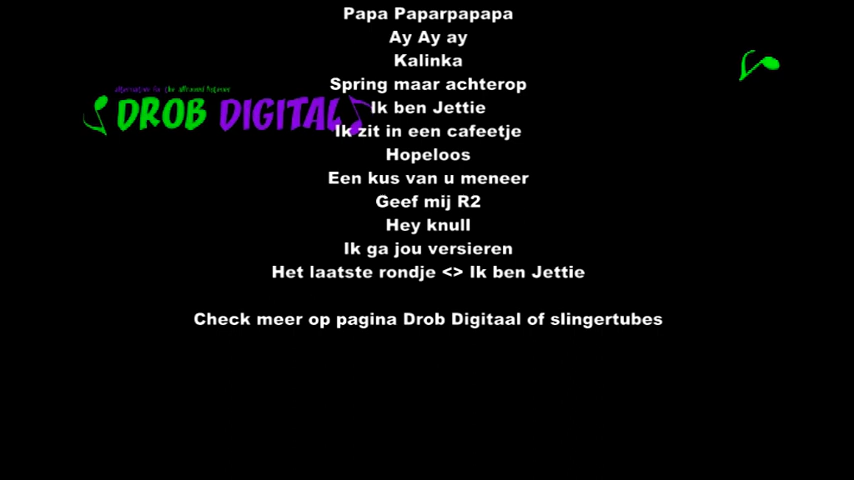 Papa Paparpapapa
Ay Ay ay
Kalinka
Spring maar achterop
DROB DIGITAL
Ik ben Jettie
Ik zit in een cafeetje
Hopeloos
Een kus van u meneer
Geef mij R2
Hey knull
Ik ga jou versieren
Het laatste rondje <> Ik ben Jettie
Check meer op pagina Drob Digitaal of slingertubes